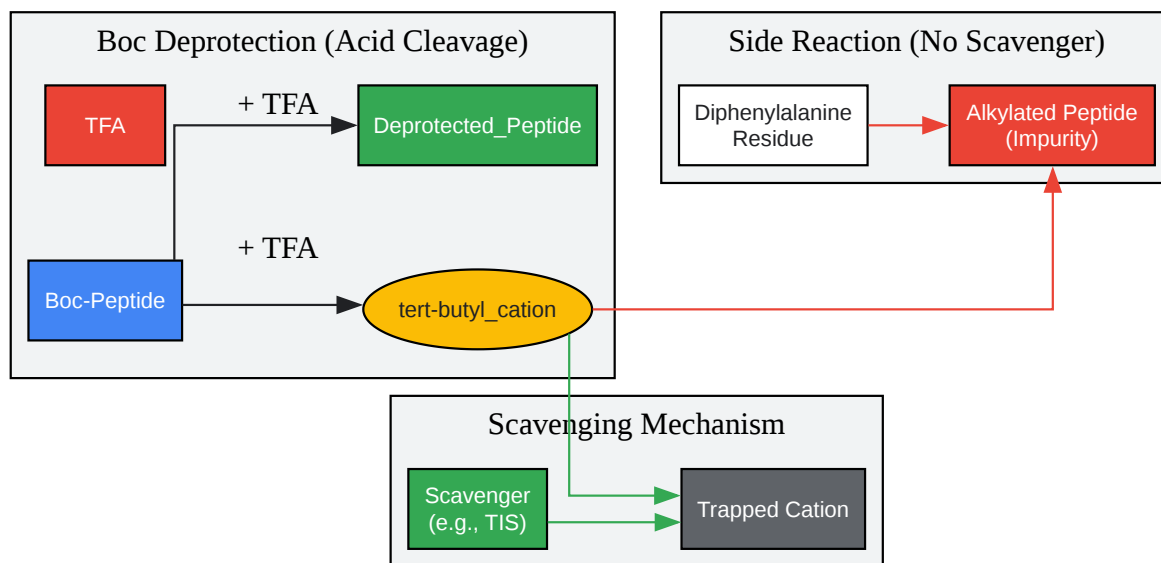 Boc Deprotection (Acid Cleavage)
TFA
+ TFA
Deprotected_Peptide
Boc-Peptide
+ TFA
tert-butyl_cation
Side Reaction (No Scavenger)
Diphenylalanine
Residue
Alkylated Peptide
(Impurity)
Scavenging Mechanism
Scavenger
(e.g., TIS)
Trapped Cation